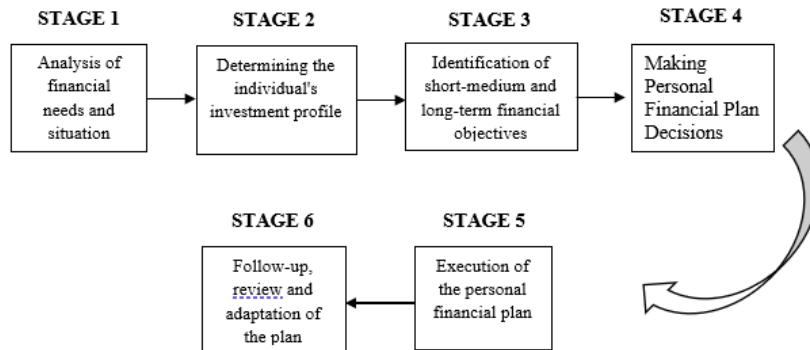 STAGE 1
Analysis of
financial
needs and
situation
STAGE 2
Determining the
individual's
investment profile
STAGE 3
Identification of
short-medium and
long-term financial
objectives
STAGE 4
Making
Personal
Financial Plan
Decisions
STAGE 5
Execution of
the personal
financial plan
STAGE 6
Follow-up,
review and
adaptation of
the plan